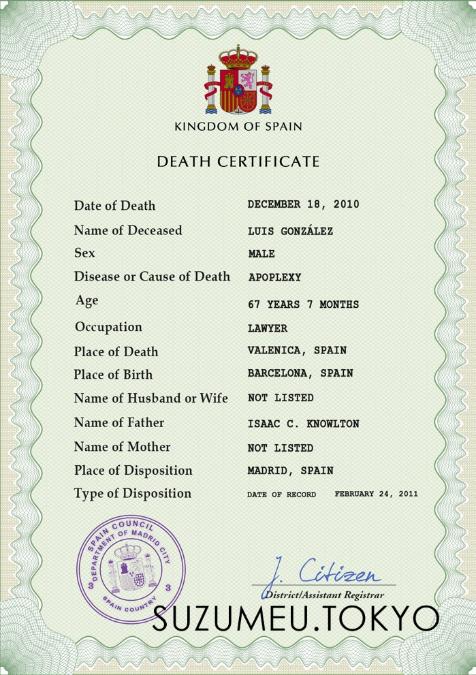 KINGDOM OF SPAIN
DEATH CERTIFICATE
Date of Death DECEMBER 18, 2010
Name of Deceased LUIS GONZÁLEZ
Sex MALE
Disease or Cause of Death APOPLEXY
Age 67 YEARS 7 MONTHS
Occupation LAWYER
Place of Death VALENICA, SPAIN
Place of Birth BARCELONA, SPAIN
Name of Husband or Wife NOT LISTED
Name of Father ISAAC C. KNOWLTON
Name of Mother NOT LISTED
Place of Disposition MADRID, SPAIN
Type of Disposition DATE OF RECORD FEBRUARY 24, 2011
SPAIN COUNCIL
DEPARTMENT OF MADRID CITY
SPAIN COUNTRY
J. Citizen
District/Assistant Registrar
SUZUMEU.TOKYO